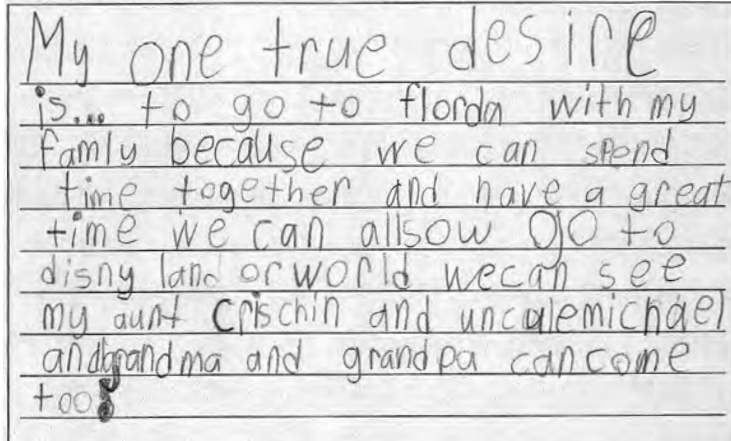 My one true desire
is... to go to florda with my
famly because we can spend
time together and have a great
time we can allsow go to
disny land or world wecan see
my aunt Crischin and uncalemichael
andgrandma and grandpa cancome
too!